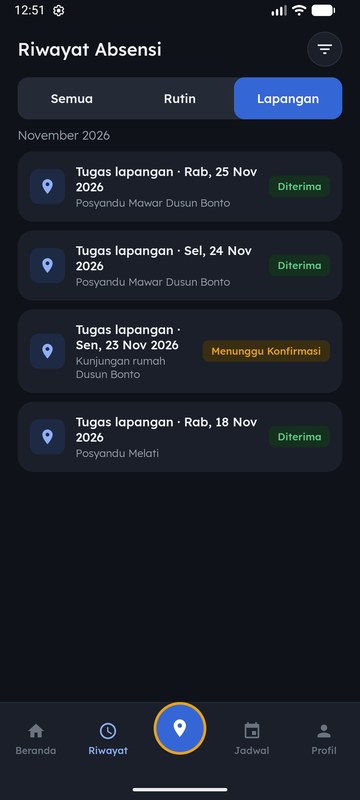 12:51
Riwayat Absensi
Semua
Rutin
Lapangan
November 2026
Tugas lapangan · Rab, 25 Nov
2026
Posyandu Mawar Dusun Bonto
Diterima
Tugas lapangan · Sel, 24 Nov
2026
Posyandu Mawar Dusun Bonto
Diterima
Tugas lapangan ·
Sen, 23 Nov 2026
Kunjungan rumah
Dusun Bonto
Menunggu Konfirmasi
Tugas lapangan · Rab, 18 Nov
2026
Posyandu Melati
Diterima
Beranda
Riwayat
Jadwal
Profil